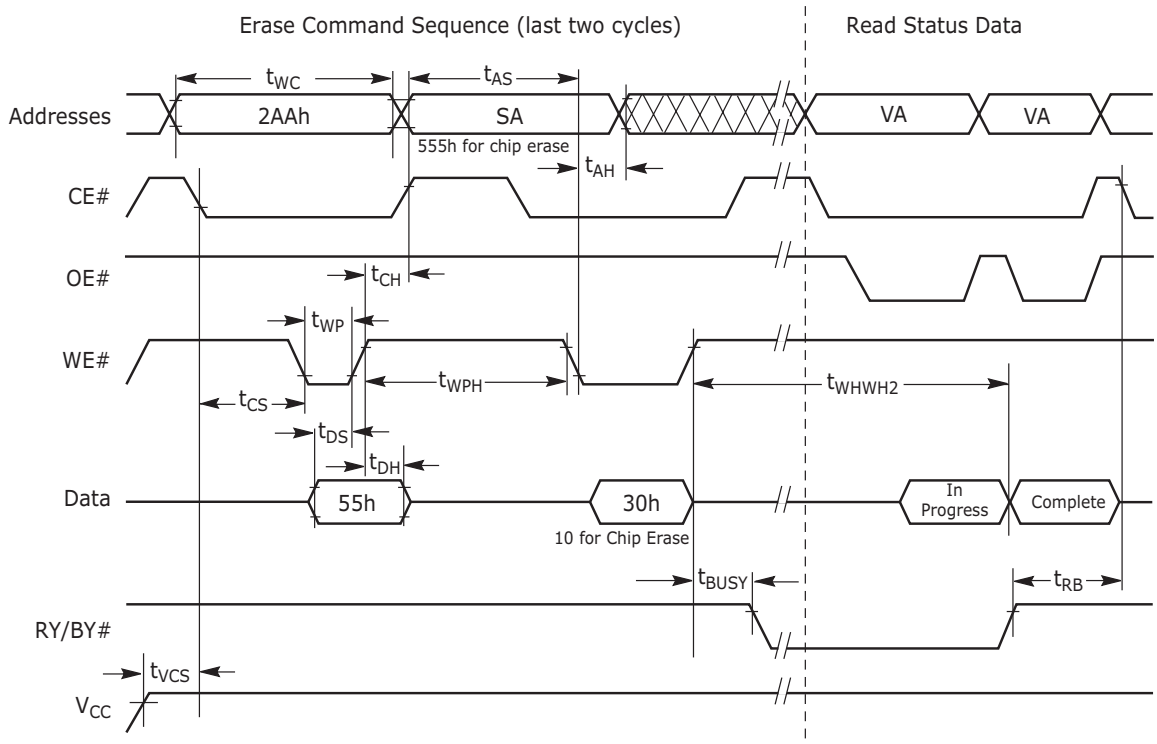 Erase Command Sequence (last two cycles)
Read Status Data
tWC
tAS
Addresses
2AAh
SA
VA
VA
555h for chip erase
tAH
CE#
OE#
tCH
tWP
WE#
tWPH
tWHWH2
tCS
tDS
tDH
Data
55h
30h
In
Progress
Complete
10 for Chip Erase
tBUSY
tRB
RY/BY#
tVCS
VCC